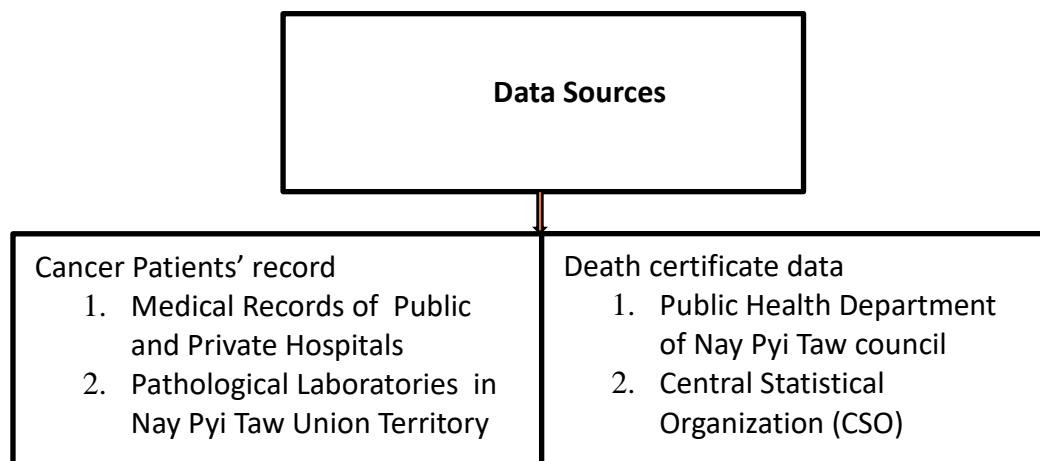 Data Sources
Cancer Patients’ record
1. Medical Records of Public
and Private Hospitals
2. Pathological Laboratories in
Nay Pyi Taw Union Territory
Death certificate data
1. Public Health Department
of Nay Pyi Taw council
2. Central Statistical
Organization (CSO)